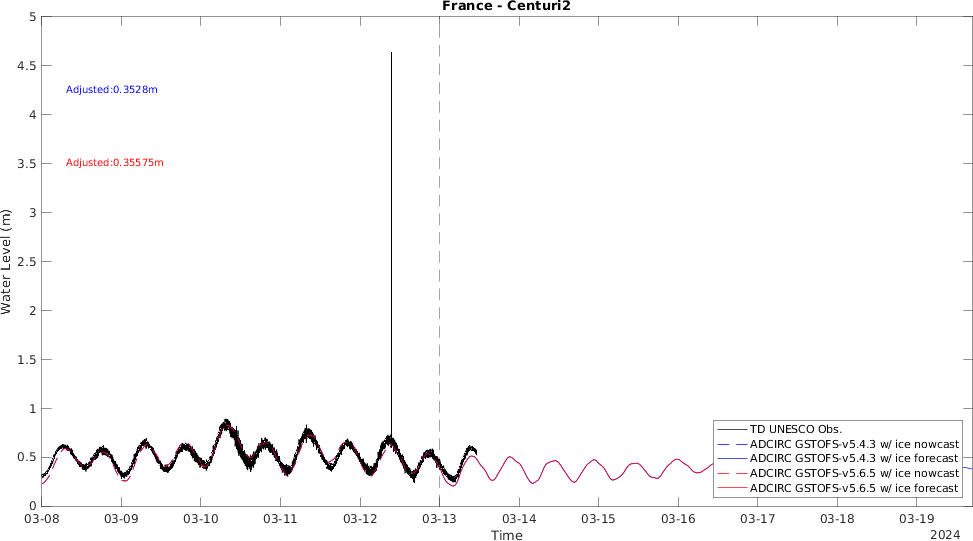 France - Centuri2
Water Level (m)
5
4.5
4
3.5
3
2.5
2
1.5
1
0.5
0
Adjusted:0.3528m
Adjusted:0.35575m
TD UNESCO Obs.
ADCIRC GSTOFS-v5.4.3 w/ ice nowcast
ADCIRC GSTOFS-v5.4.3 w/ ice forecast
ADCIRC GSTOFS-v5.6.5 w/ ice nowcast
ADCIRC GSTOFS-v5.6.5 w/ ice forecast
03-08 03-09 03-10 03-11 03-12 03-13 03-14 03-15 03-16 03-17 03-18 03-19
Time
2024